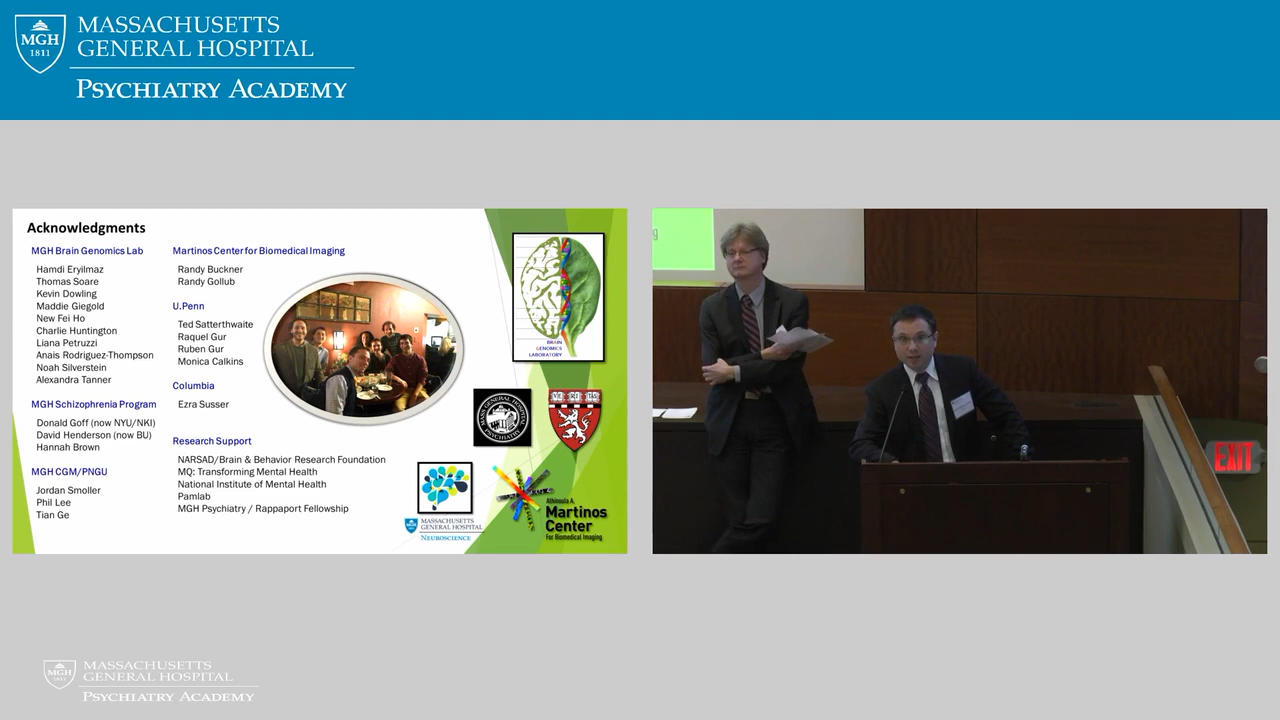 MGH
1811
MASSACHUSETTS
GENERAL HOSPITAL
PSYCHIATRY ACADEMY
Acknowledgments
MGH Brain Genomics Lab
Hamdi Eryilmaz
Thomas Soare
Kevin Dowling
Maddie Giegold
New Fei Ho
Charlie Huntington
Liana Petruzzi
Anais Rodriguez-Thompson
Noah Silverstein
Alexandra Tanner
MGH Schizophrenia Program
Donald Goff (now NYU/NKI)
David Henderson (now BU)
Hannah Brown
MGH CGM/PNGU
Jordan Smoller
Phil Lee
Tian Ge
Martinos Center for Biomedical Imaging
Randy Buckner
Randy Gollub
U.Penn
Ted Satterthwaite
Raquel Gur
Ruben Gur
Monica Calkins
Columbia
Ezra Susser
Research Support
NARSAD/Brain & Behavior Research Foundation
MQ: Transforming Mental Health
National Institute of Mental Health
Pamlab
MGH Psychiatry / Rappaport Fellowship
BRAIN
GENOMICS
LABORATORY
MASS GENERAL HOSPITAL
PSYCHIATRY
MASSACHUSETTS
GENERAL HOSPITAL
NEUROSCIENCE
Athinoula A.
Martinos
Center
For Biomedical Imaging
EXIT
MGH
1811
MASSACHUSETTS
GENERAL HOSPITAL
PSYCHIATRY ACADEMY